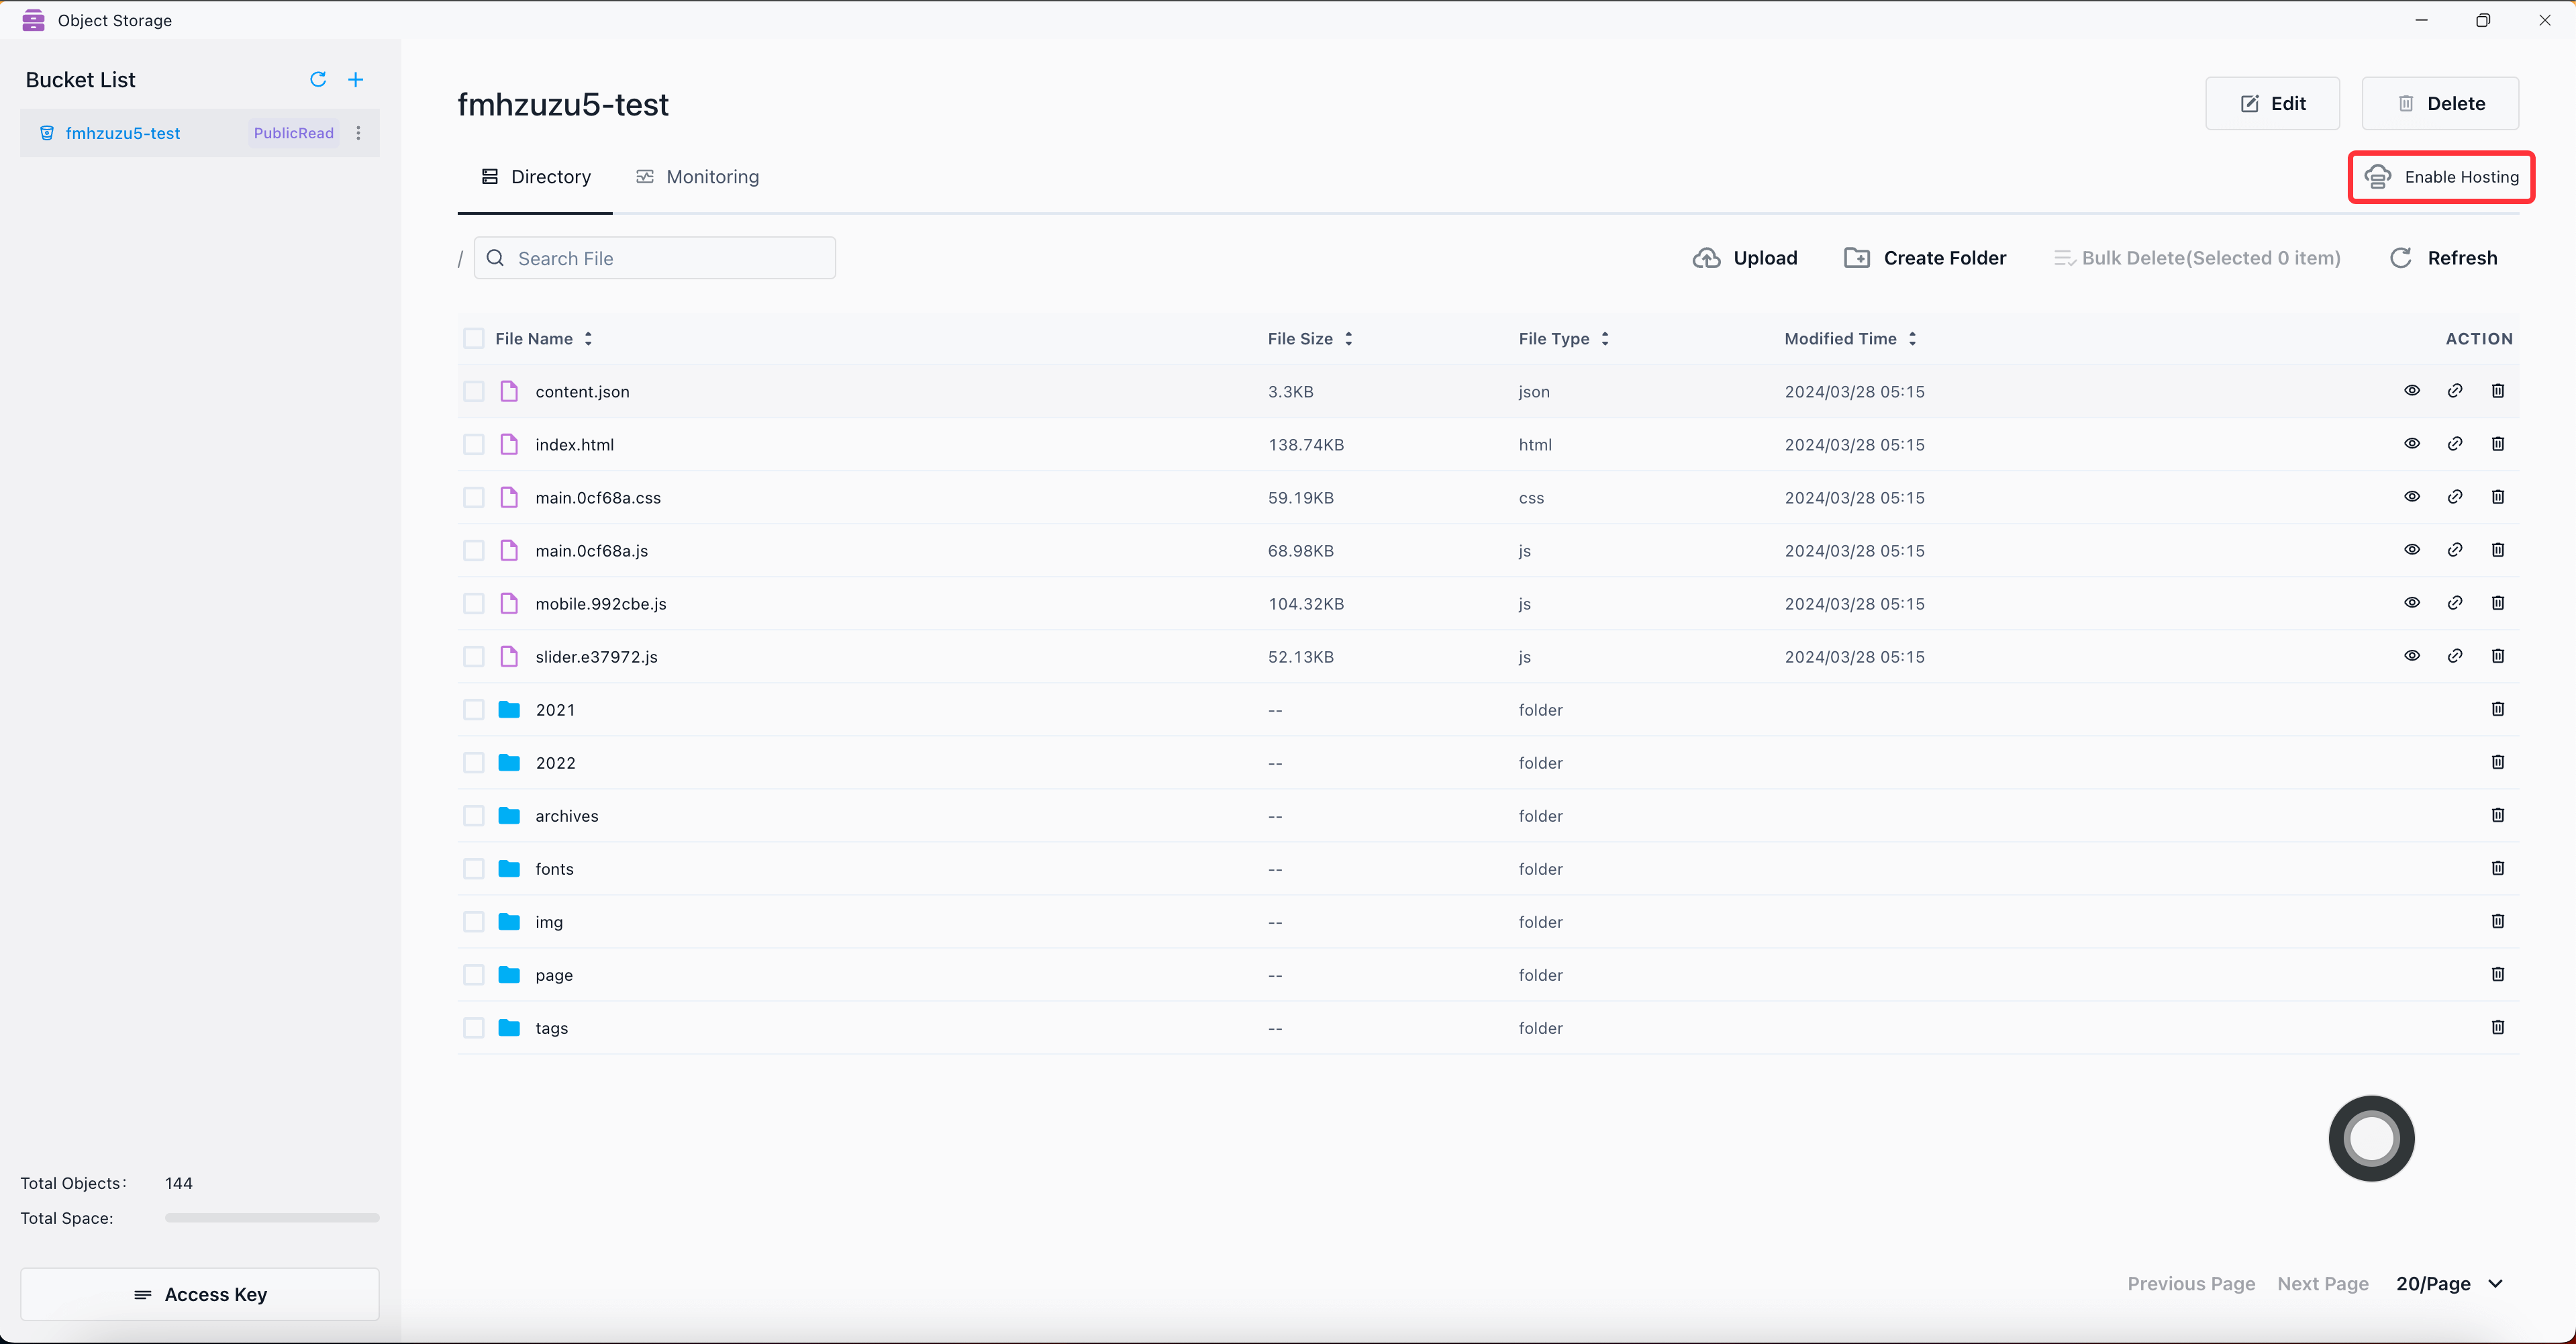 Object Storage
Bucket List
fmhzuzu5-test PublicRead
Total Objects: 144
Total Space:
Access Key
fmhzuzu5-test
Edit Delete
Directory Monitoring Enable Hosting
/ Search File Upload Create Folder Bulk Delete(Selected 0 item) Refresh
File Name File Size File Type Modified Time ACTION
content.json 3.3KB json 2024/03/28 05:15
index.html 138.74KB html 2024/03/28 05:15
main.0cf68a.css 59.19KB css 2024/03/28 05:15
main.0cf68a.js 68.98KB js 2024/03/28 05:15
mobile.992cbe.js 104.32KB js 2024/03/28 05:15
slider.e37972.js 52.13KB js 2024/03/28 05:15
2021 -- folder
2022 -- folder
archives -- folder
fonts -- folder
img -- folder
page -- folder
tags -- folder
Previous Page Next Page 20/Page